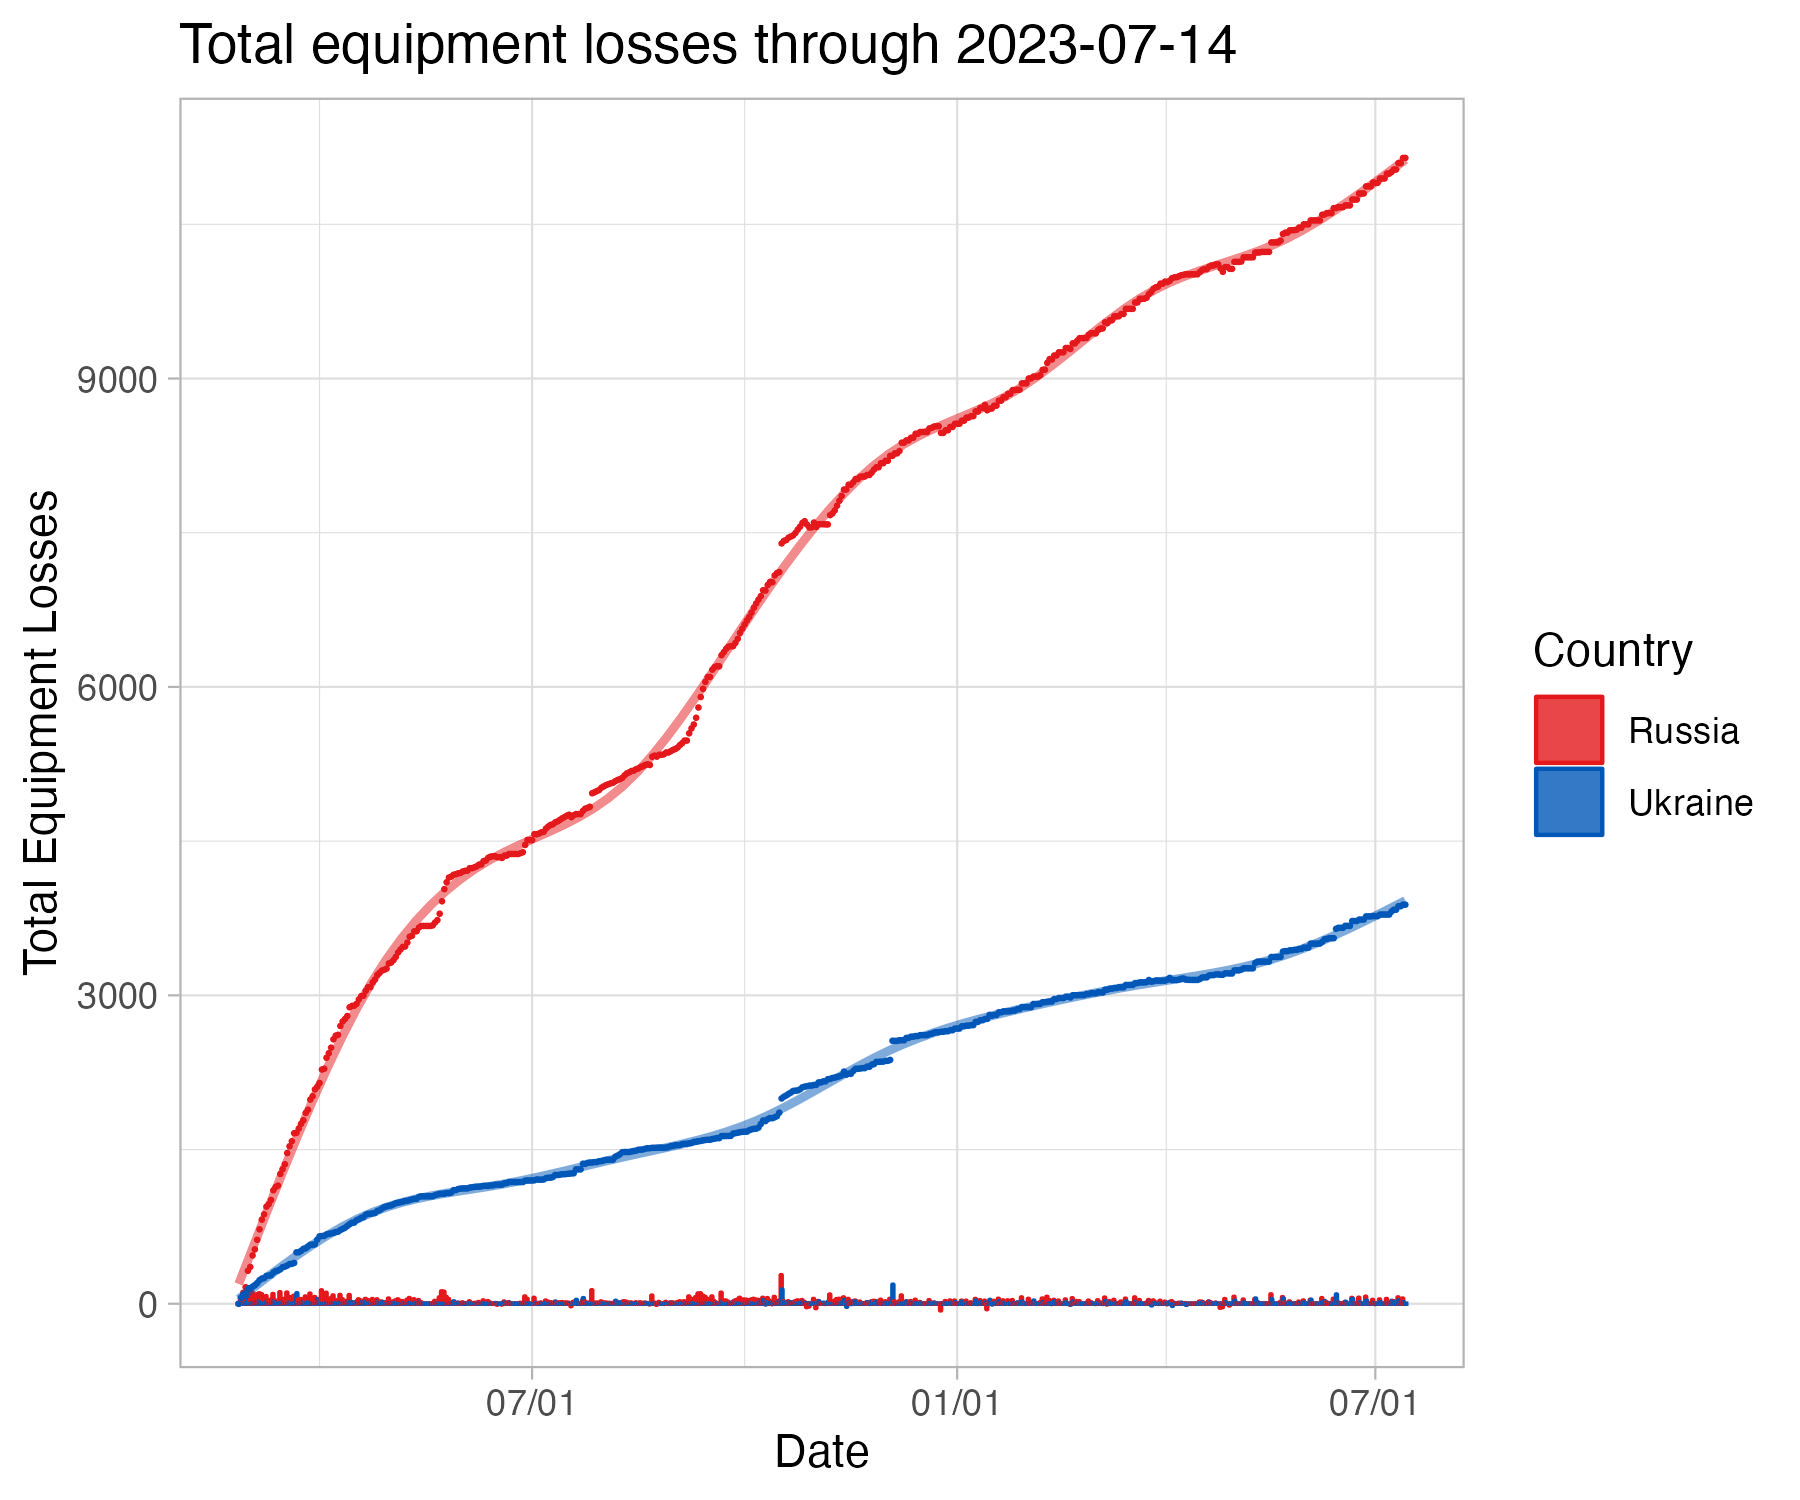 Total equipment losses through 2023-07-14
Total Equipment Losses
9000
6000
3000
0
07/01
01/01
07/01
Date
Country
Russia
Ukraine